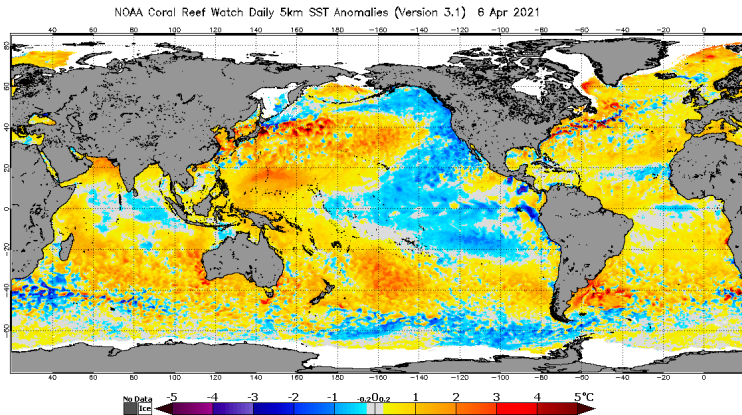 NOAA Coral Reef Watch Daily 5km SST Anomalies (Version 3.1) 6 Apr 2021
40 60 80 100 120 140 160 180 -160 -140 -120 -100 -80 -60 -40 -20 0
80
60
40
20
0
-20
-40
-60
40 60 80 100 120 140 160 180 -160 -140 -120 -100 -80 -60 -40 -20 0
No Data
Ice
-5 -4 -3 -2 -1 -0.2 0 0.2 1 2 3 4 5°C